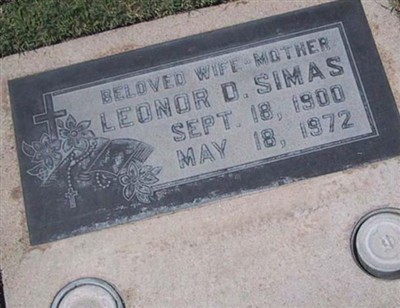 BELOVED WIFE-MOTHER
LEONOR D. SIMAS
SEPT. 18, 1900
MAY 18, 1972